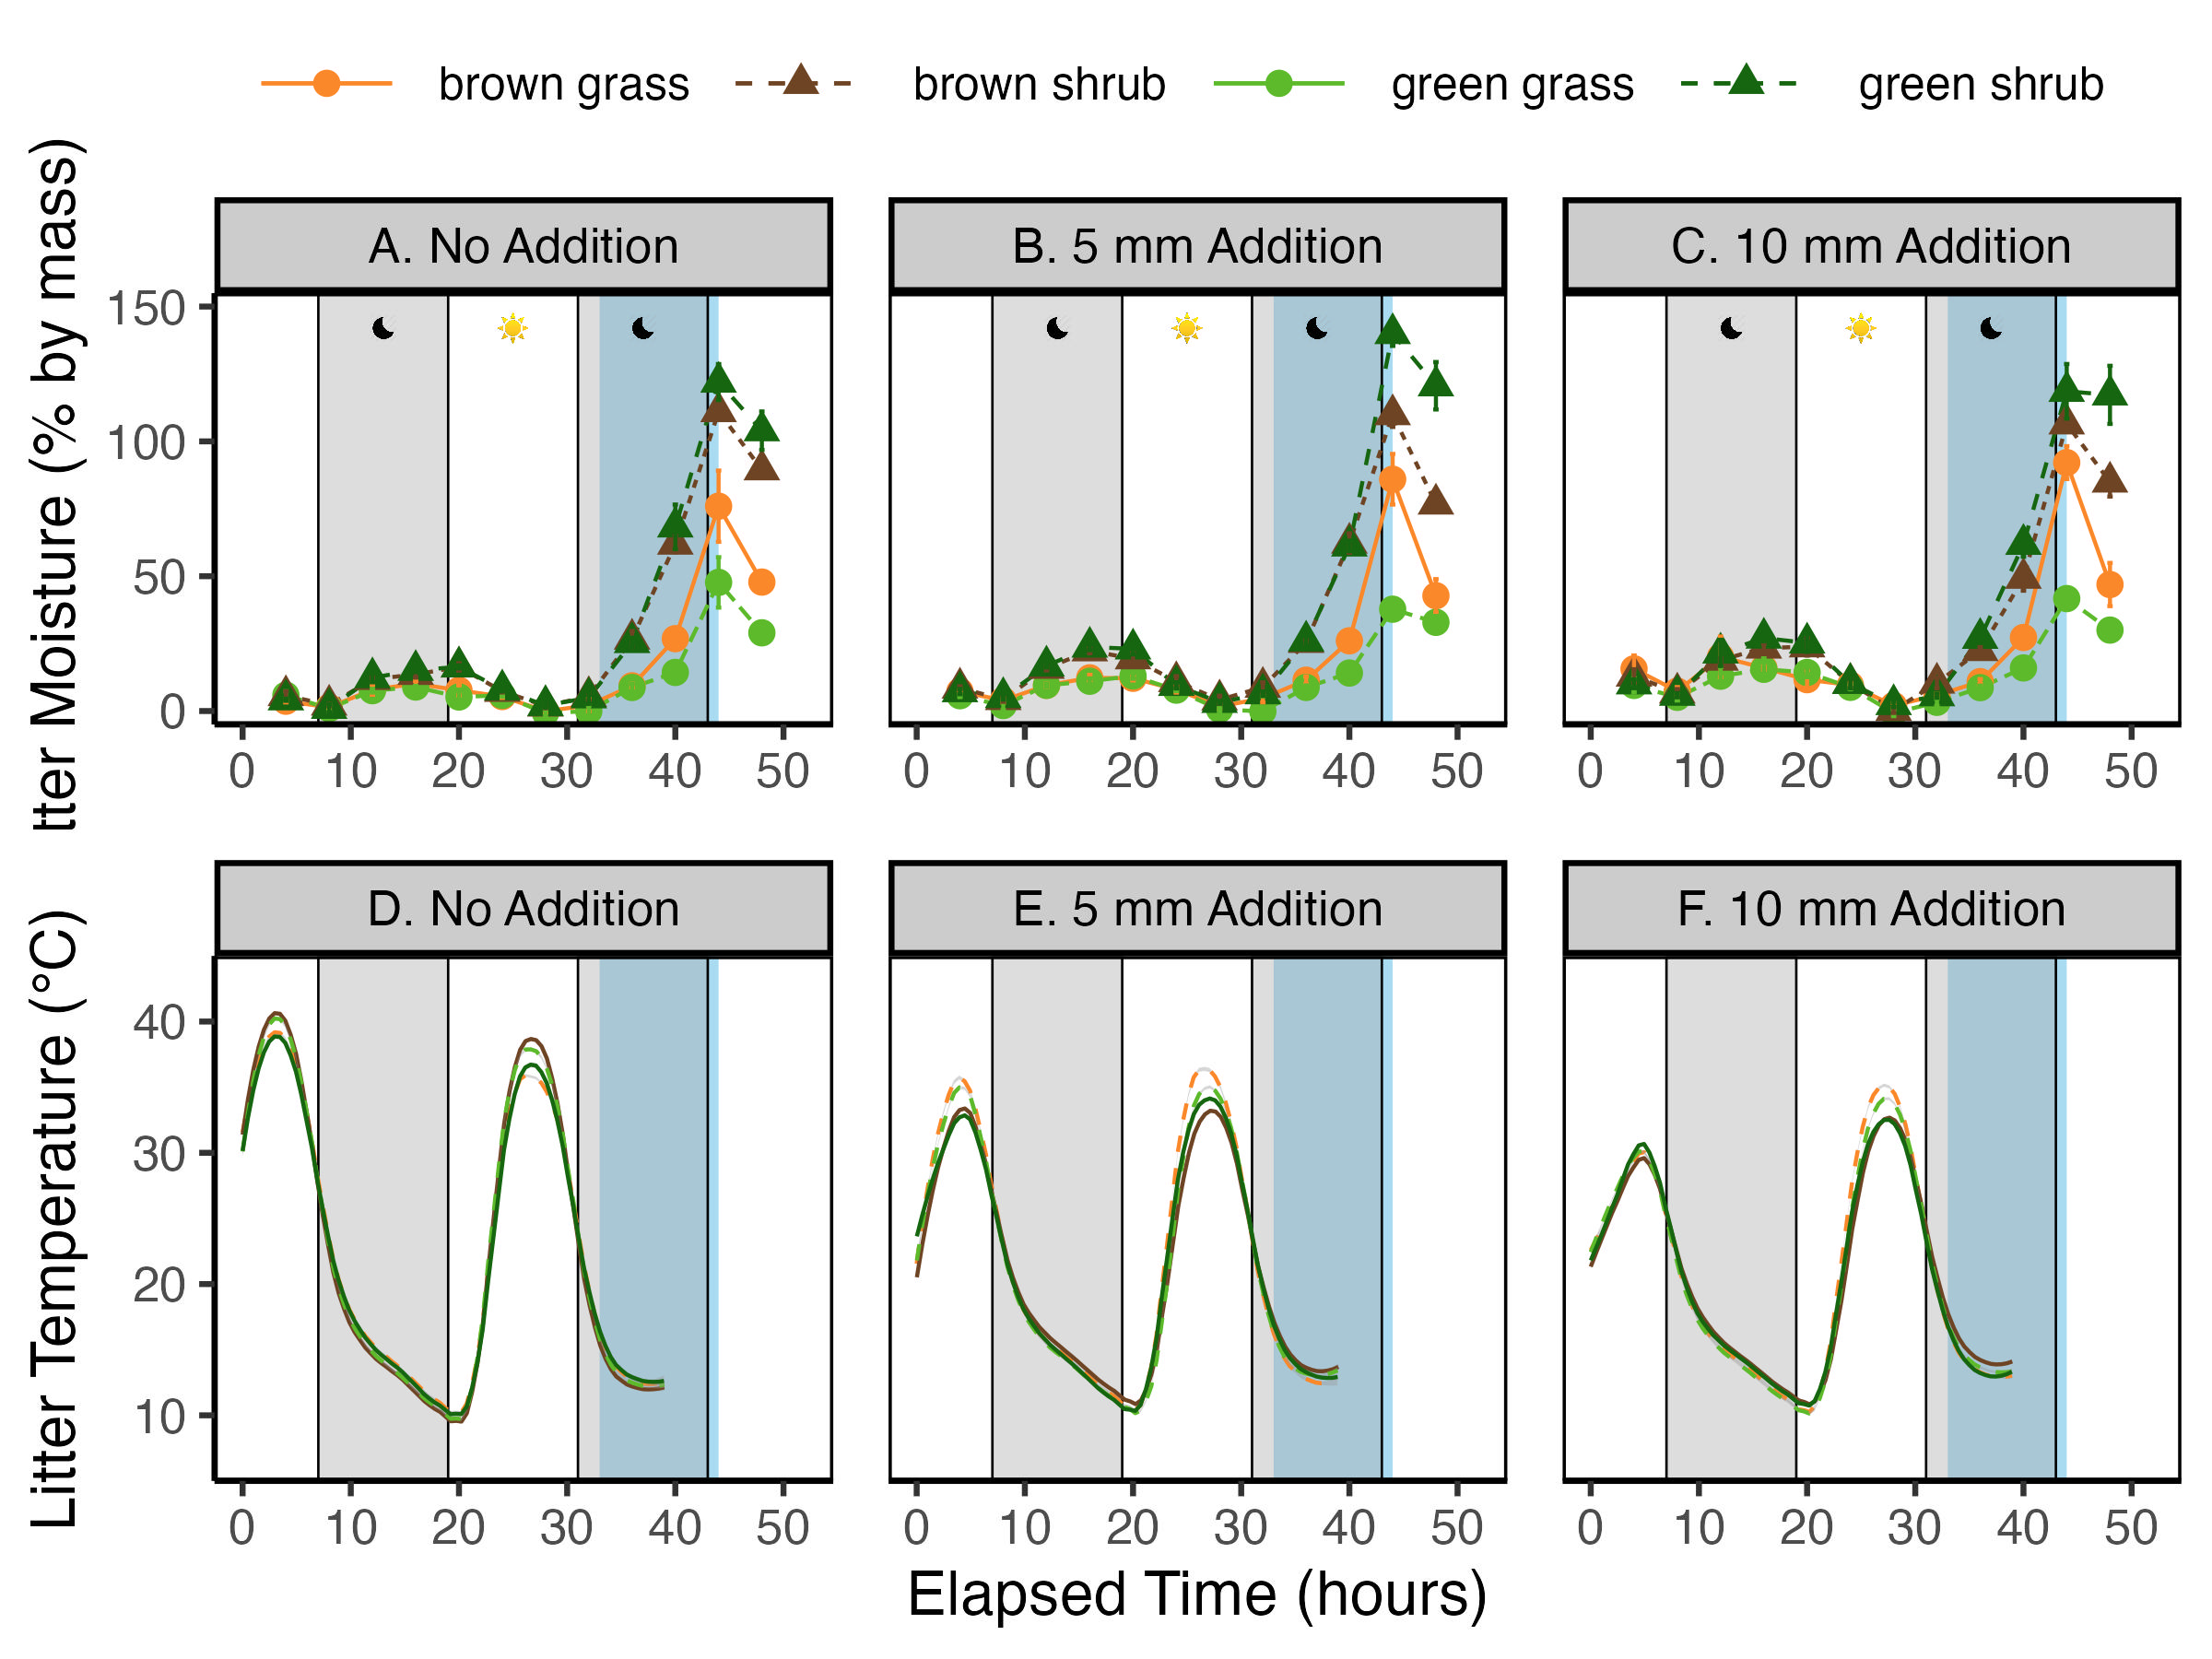 brown grass brown shrub green grass green shrub
tter Moisture (% by mass)
A. No Addition B. 5 mm Addition C. 10 mm Addition
150
100
50
0
0 10 20 30 40 50 0 10 20 30 40 50 0 10 20 30 40 50
Litter Temperature (°C)
D. No Addition E. 5 mm Addition F. 10 mm Addition
40
30
20
10
0 10 20 30 40 50 0 10 20 30 40 50 0 10 20 30 40 50
Elapsed Time (hours)